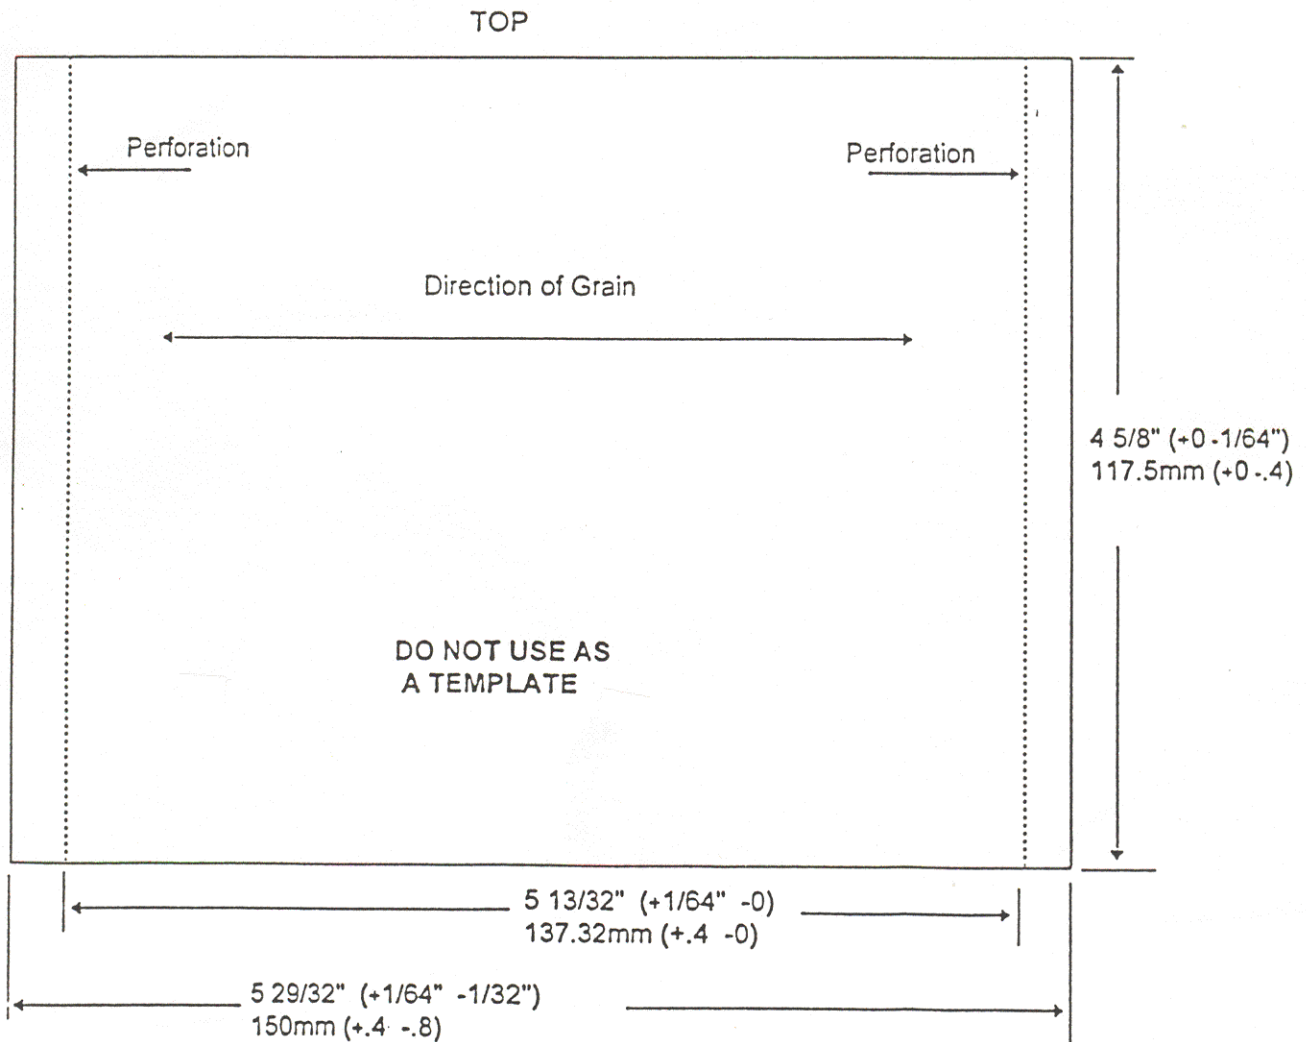 TOP
Perforation
Perforation
Direction of Grain
4 5/8" (+0 -1/64")
117.5mm (+0 -.4)
DO NOT USE AS
A TEMPLATE
5 13/32" (+1/64" -0)
137.32mm (+.4 -0)
5 29/32" (+1/64" -1/32")
150mm (+.4 -.8)